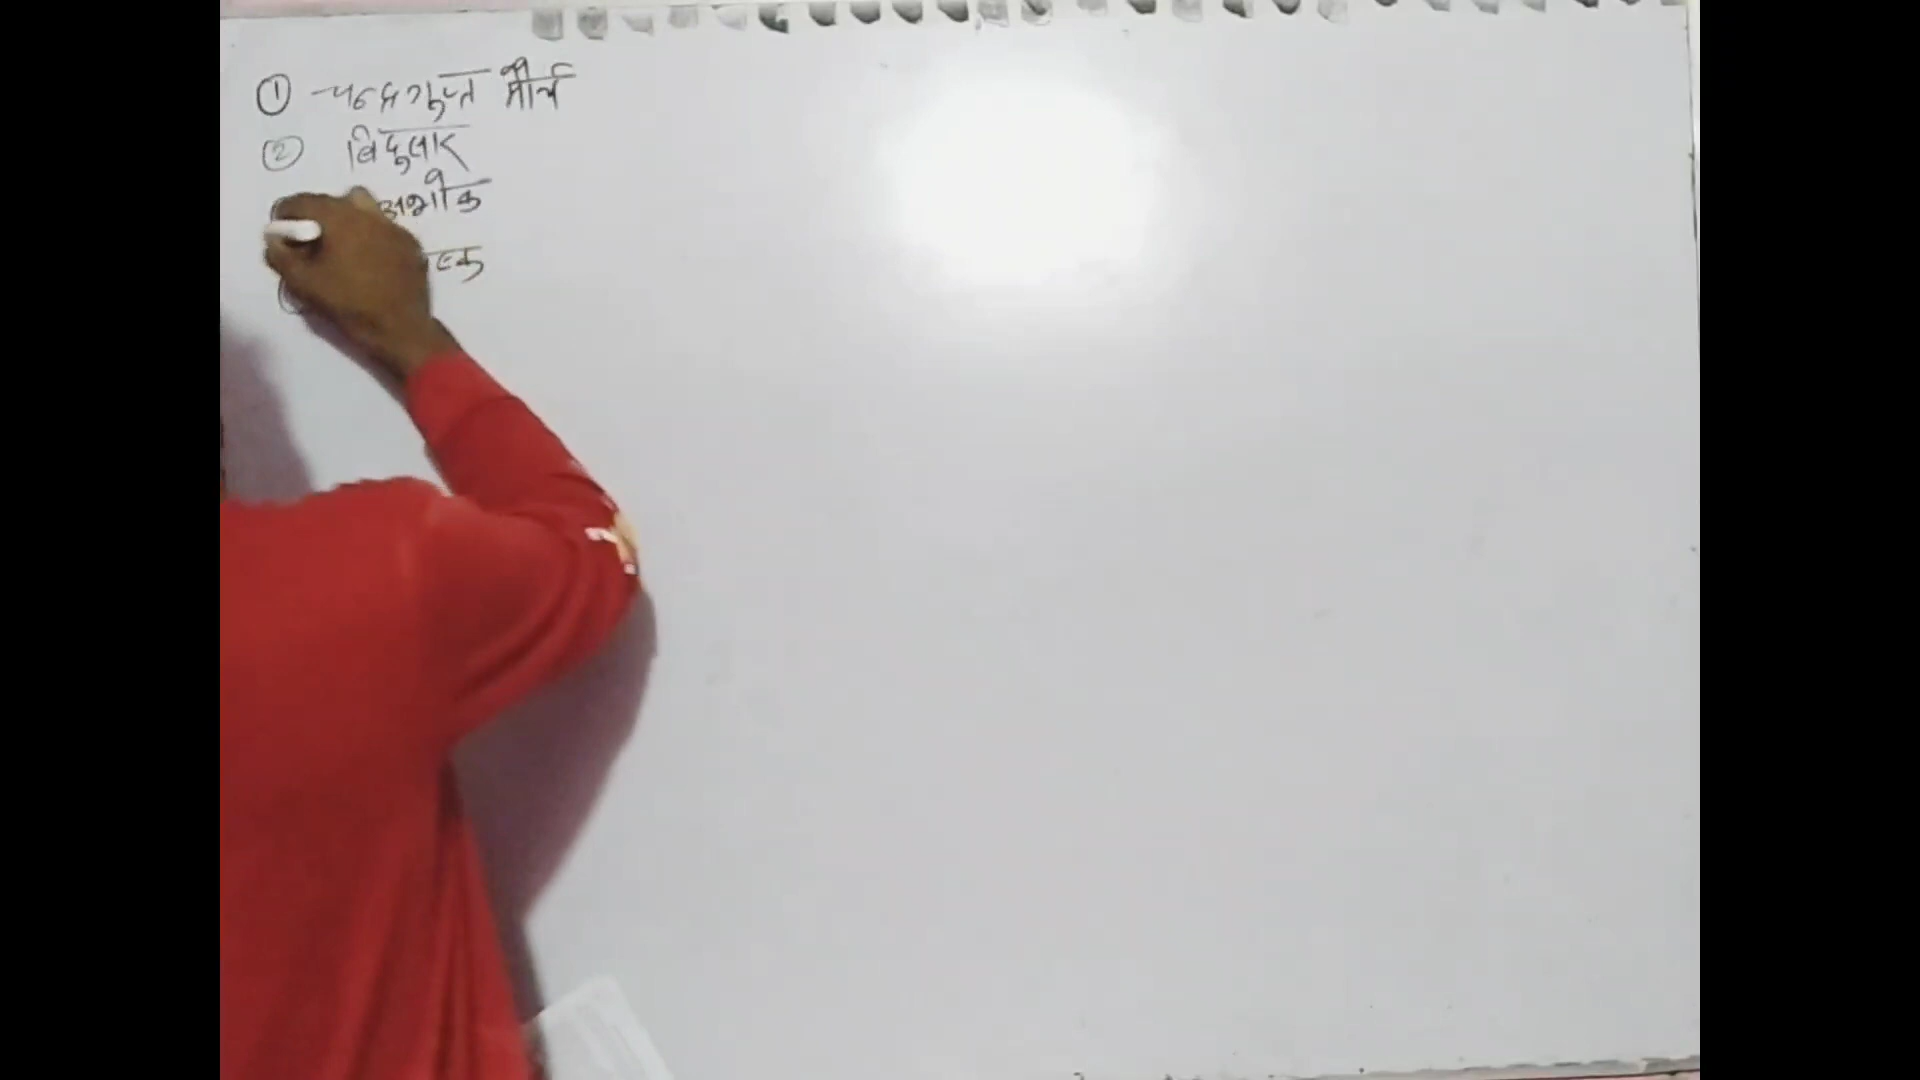 ① चन्द्रगुप्त मौर्य
② बिंदुसार
अशोक